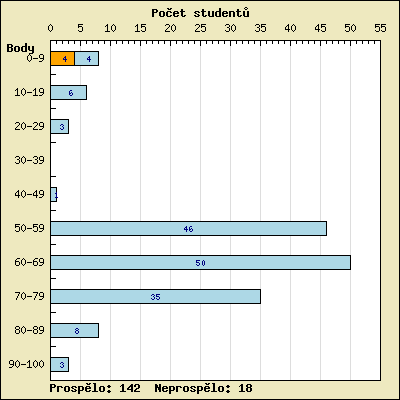 Počet studentů
0 5 10 15 20 25 30 35 40 45 50 55
Body
0-9 4 4
10-19 6
20-29 3
30-39
40-49 1
50-59 46
60-69 50
70-79 35
80-89 8
90-100 3
Prospělo: 142 Neprospělo: 18